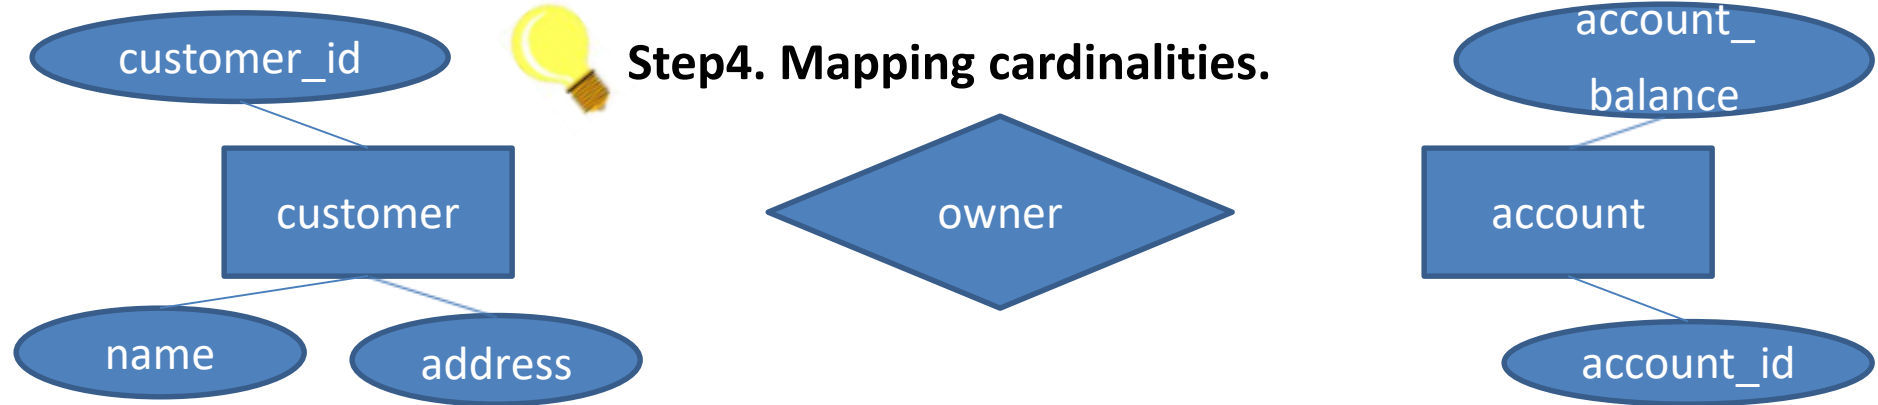 customer_id
Step4. Mapping cardinalities.
account_
balance
customer
owner
account
name
address
account_id